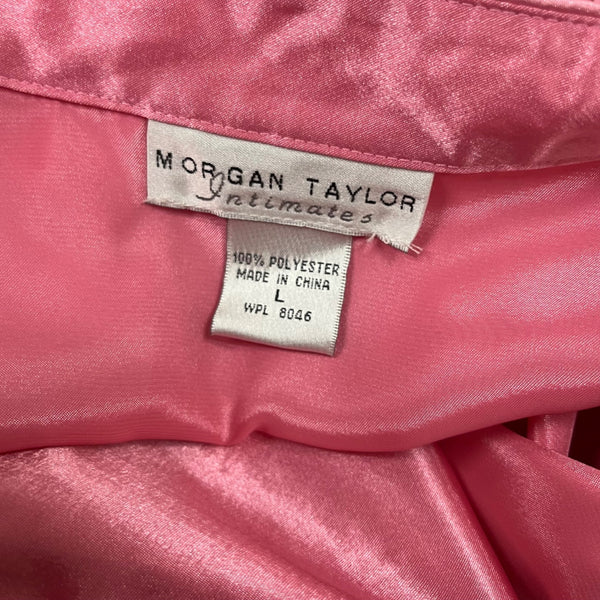 MORGAN TAYLOR
Intimates
100% POLYESTER
MADE IN CHINA
L
WPL 8046